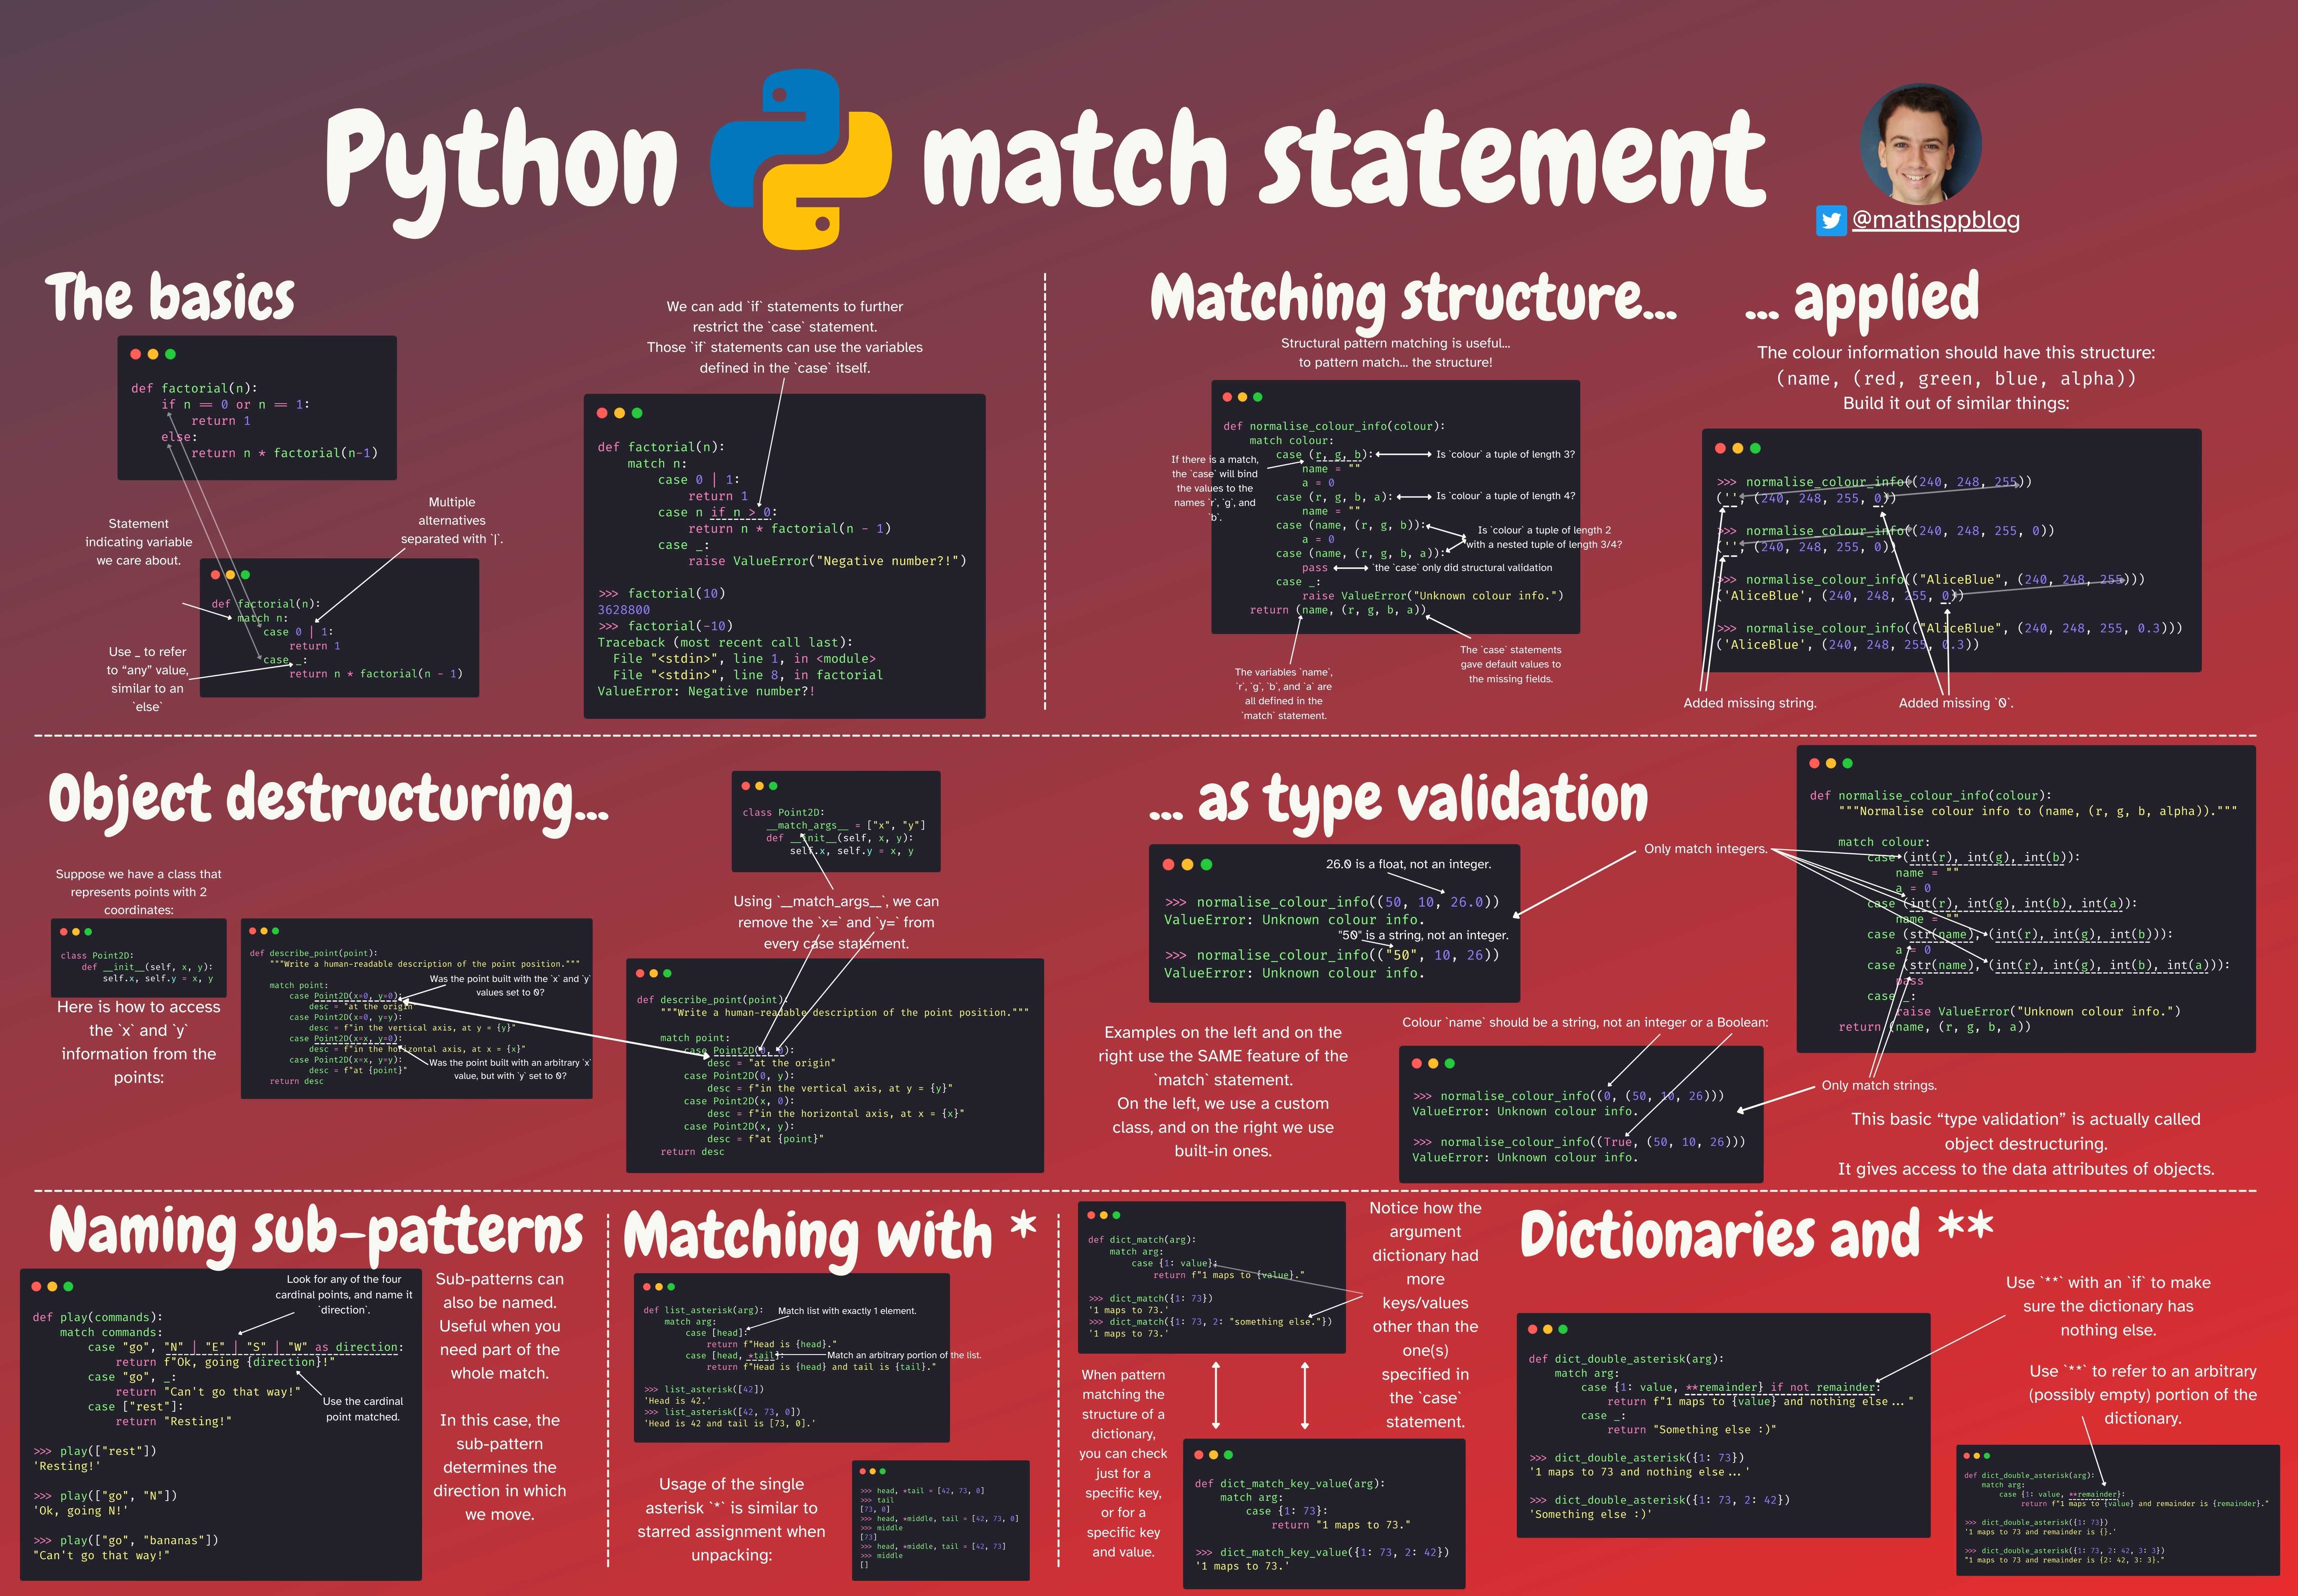 Python match statement
@mathsppblog
The basics
def factorial(n):
    if n == 0 or n == 1:
        return 1
    else:
        return n * factorial(n-1)
Statement
indicating variable
we care about.
Multiple
alternatives
separated with `|`.
def factorial(n):
    match n:
        case 0 | 1:
            return 1
        case _:
            return n * factorial(n - 1)
Use _ to refer
to “any” value,
similar to an
`else`
We can add `if` statements to further
restrict the `case` statement.
Those `if` statements can use the variables
defined in the `case` itself.
def factorial(n):
    match n:
        case 0 | 1:
            return 1
        case n if n > 0:
            return n * factorial(n - 1)
        case _:
            raise ValueError("Negative number?!")
>>> factorial(10)
3628800
>>> factorial(-10)
Traceback (most recent call last):
  File "<stdin>", line 1, in <module>
  File "<stdin>", line 8, in factorial
ValueError: Negative number?!
Matching structure...
Structural pattern matching is useful...
to pattern match... the structure!
def normalise_colour_info(colour):
    match colour:
        case (r, g, b):
            name = ""
            a = 0
        case (r, g, b, a):
            name = ""
        case (name, (r, g, b)):
            a = 0
        case (name, (r, g, b, a)):
            pass
        case _:
            raise ValueError("Unknown colour info.")
    return (name, (r, g, b, a))
If there is a match,
the `case` will bind
the values to the
names `r`, `g`, and
`b`.
Is `colour` a tuple of length 3?
Is `colour` a tuple of length 4?
Is `colour` a tuple of length 2
with a nested tuple of length 3/4?
`the `case` only did structural validation
The variables `name`,
`r`, `g`, `b`, and `a` are
all defined in the
`match` statement.
The `case` statements
gave default values to
the missing fields.
... applied
The colour information should have this structure:
(name, (red, green, blue, alpha))
Build it out of similar things:
>>> normalise_colour_info((240, 248, 255))
('', (240, 248, 255, 0))
>>> normalise_colour_info((240, 248, 255, 0))
('', (240, 248, 255, 0))
>>> normalise_colour_info(("AliceBlue", (240, 248, 255)))
('AliceBlue', (240, 248, 255, 0))
>>> normalise_colour_info(("AliceBlue", (240, 248, 255, 0.3)))
('AliceBlue', (240, 248, 255, 0.3))
Added missing string.
Added missing `0`.
Object destructuring...
Suppose we have a class that
represents points with 2
coordinates:
class Point2D:
    def __init__(self, x, y):
        self.x, self.y = x, y
Here is how to access
the `x` and `y`
information from the
points:
def describe_point(point):
    """Write a human-readable description of the point position."""
    match point:
        case Point2D(x=0, y=0):
            desc = "at the origin"
        case Point2D(x=0, y=y):
            desc = f"in the vertical axis, at y = {y}"
        case Point2D(x=x, y=0):
            desc = f"in the horizontal axis, at x = {x}"
        case Point2D(x=x, y=y):
            desc = f"at {point}"
    return desc
Was the point built with the `x` and `y`
values set to 0?
Was the point built with an arbitrary `x`
value, but with `y` set to 0?
class Point2D:
    __match_args__ = ["x", "y"]
    def __init__(self, x, y):
        self.x, self.y = x, y
Using `__match_args__`, we can
remove the `x=` and `y=` from
every case statement.
def describe_point(point):
    """Write a human-readable description of the point position."""
    match point:
        case Point2D(0, 0):
            desc = "at the origin"
        case Point2D(0, y):
            desc = f"in the vertical axis, at y = {y}"
        case Point2D(x, 0):
            desc = f"in the horizontal axis, at x = {x}"
        case Point2D(x, y):
            desc = f"at {point}"
    return desc
... as type validation
26.0 is a float, not an integer.
>>> normalise_colour_info((50, 10, 26.0))
ValueError: Unknown colour info.
"50" is a string, not an integer.
>>> normalise_colour_info(("50", 10, 26))
ValueError: Unknown colour info.
Only match integers.
Examples on the left and on the
right use the SAME feature of the
`match` statement.
On the left, we use a custom
class, and on the right we use
built-in ones.
Colour `name` should be a string, not an integer or a Boolean:
>>> normalise_colour_info((0, (50, 10, 26)))
ValueError: Unknown colour info.
>>> normalise_colour_info((True, (50, 10, 26)))
ValueError: Unknown colour info.
def normalise_colour_info(colour):
    """Normalise colour info to (name, (r, g, b, alpha))."""
    match colour:
        case (int(r), int(g), int(b)):
            name = ""
            a = 0
        case (int(r), int(g), int(b), int(a)):
            name = ""
        case (str(name), (int(r), int(g), int(b))):
            a = 0
        case (str(name), (int(r), int(g), int(b), int(a))):
            pass
        case _:
            raise ValueError("Unknown colour info.")
    return (name, (r, g, b, a))
Only match strings.
This basic “type validation” is actually called
object destructuring.
It gives access to the data attributes of objects.
Naming sub-patterns
Look for any of the four
cardinal points, and name it
`direction`.
def play(commands):
    match commands:
        case "go", "N" | "E" | "S" | "W" as direction:
            return f"Ok, going {direction}!"
        case "go", _:
            return "Can't go that way!"
        case ["rest"]:
            return "Resting!"
Use the cardinal
point matched.
>>> play(["rest"])
'Resting!'
>>> play(["go", "N"])
'Ok, going N!'
>>> play(["go", "bananas"])
"Can't go that way!"
Sub-patterns can
also be named.
Useful when you
need part of the
whole match.
In this case, the
sub-pattern
determines the
direction in which
we move.
Matching with *
def list_asterisk(arg):
    match arg:
        case [head]:
            return f"Head is {head}."
        case [head, *tail]:
            return f"Head is {head} and tail is {tail}."
Match list with exactly 1 element.
Match an arbitrary portion of the list.
>>> list_asterisk([42])
'Head is 42.'
>>> list_asterisk([42, 73, 0])
'Head is 42 and tail is [73, 0].'
Usage of the single
asterisk `*` is similar to
starred assignment when
unpacking:
>>> head, *tail = [42, 73, 0]
>>> tail
[73, 0]
>>> head, *middle, tail = [42, 73, 0]
>>> middle
[73]
>>> head, *middle, tail = [42, 73]
>>> middle
[]
def dict_match(arg):
    match arg:
        case {1: value}:
            return f"1 maps to {value}."
>>> dict_match({1: 73})
'1 maps to 73.'
>>> dict_match({1: 73, 2: "something else."})
'1 maps to 73.'
Notice how the
argument
dictionary had
more
keys/values
other than the
one(s)
specified in
the `case`
statement.
When pattern
matching the
structure of a
dictionary,
you can check
just for a
specific key,
or for a
specific key
and value.
def dict_match_key_value(arg):
    match arg:
        case {1: 73}:
            return "1 maps to 73."
>>> dict_match_key_value({1: 73, 2: 42})
'1 maps to 73.'
Dictionaries and **
Use `**` with an `if` to make
sure the dictionary has
nothing else.
def dict_double_asterisk(arg):
    match arg:
        case {1: value, **remainder} if not remainder:
            return f"1 maps to {value} and nothing else..."
        case _:
            return "Something else :)"
>>> dict_double_asterisk({1: 73})
'1 maps to 73 and nothing else...'
>>> dict_double_asterisk({1: 73, 2: 42})
'Something else :)'
Use `**` to refer to an arbitrary
(possibly empty) portion of the
dictionary.
def dict_double_asterisk(arg):
    match arg:
        case {1: value, **remainder}:
            return f"1 maps to {value} and remainder is {remainder}."
>>> dict_double_asterisk({1: 73})
'1 maps to 73 and remainder is {}.'
>>> dict_double_asterisk({1: 73, 2: 42, 3: 3})
"1 maps to 73 and remainder is {2: 42, 3: 3}."